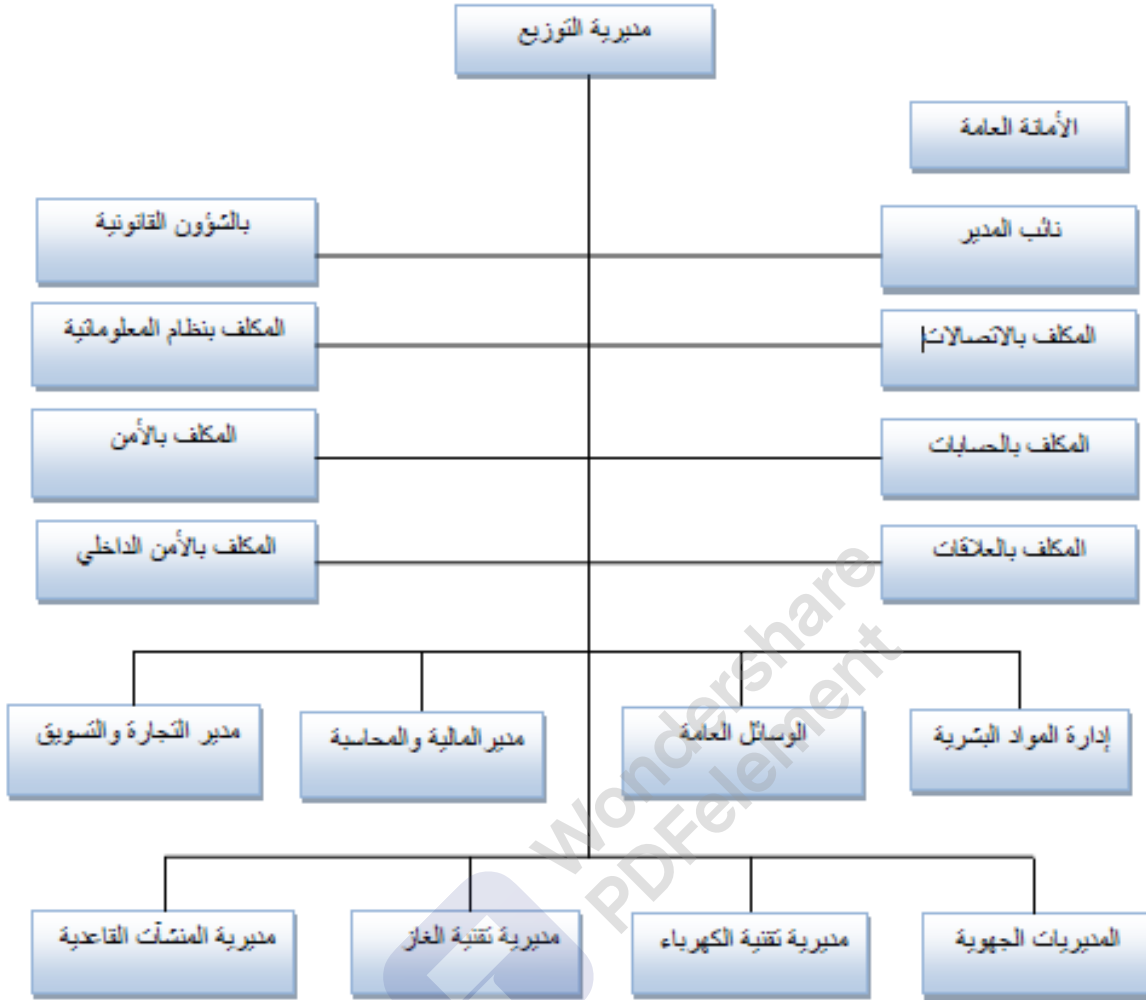 مديرية التوزيع
الأمانة العامة
نائب المدير
بالشؤون القانونية
المكلف بالاتصالات
المكلف بنظام المعلوماتية
المكلف بالحسابات
المكلف بالأمن
المكلف بالعلاقات
المكلف بالأمن الداخلي
إدارة المواد البشرية
الوسائل العامة
مدير المالية والمحاسبة
مدير التجارة والتسويق
المديريات الجهوية
مديرية تقنية الكهرباء
مديرية تقنية الغاز
مديرية المنشآت القاعدية
Wondershare
PDFelement